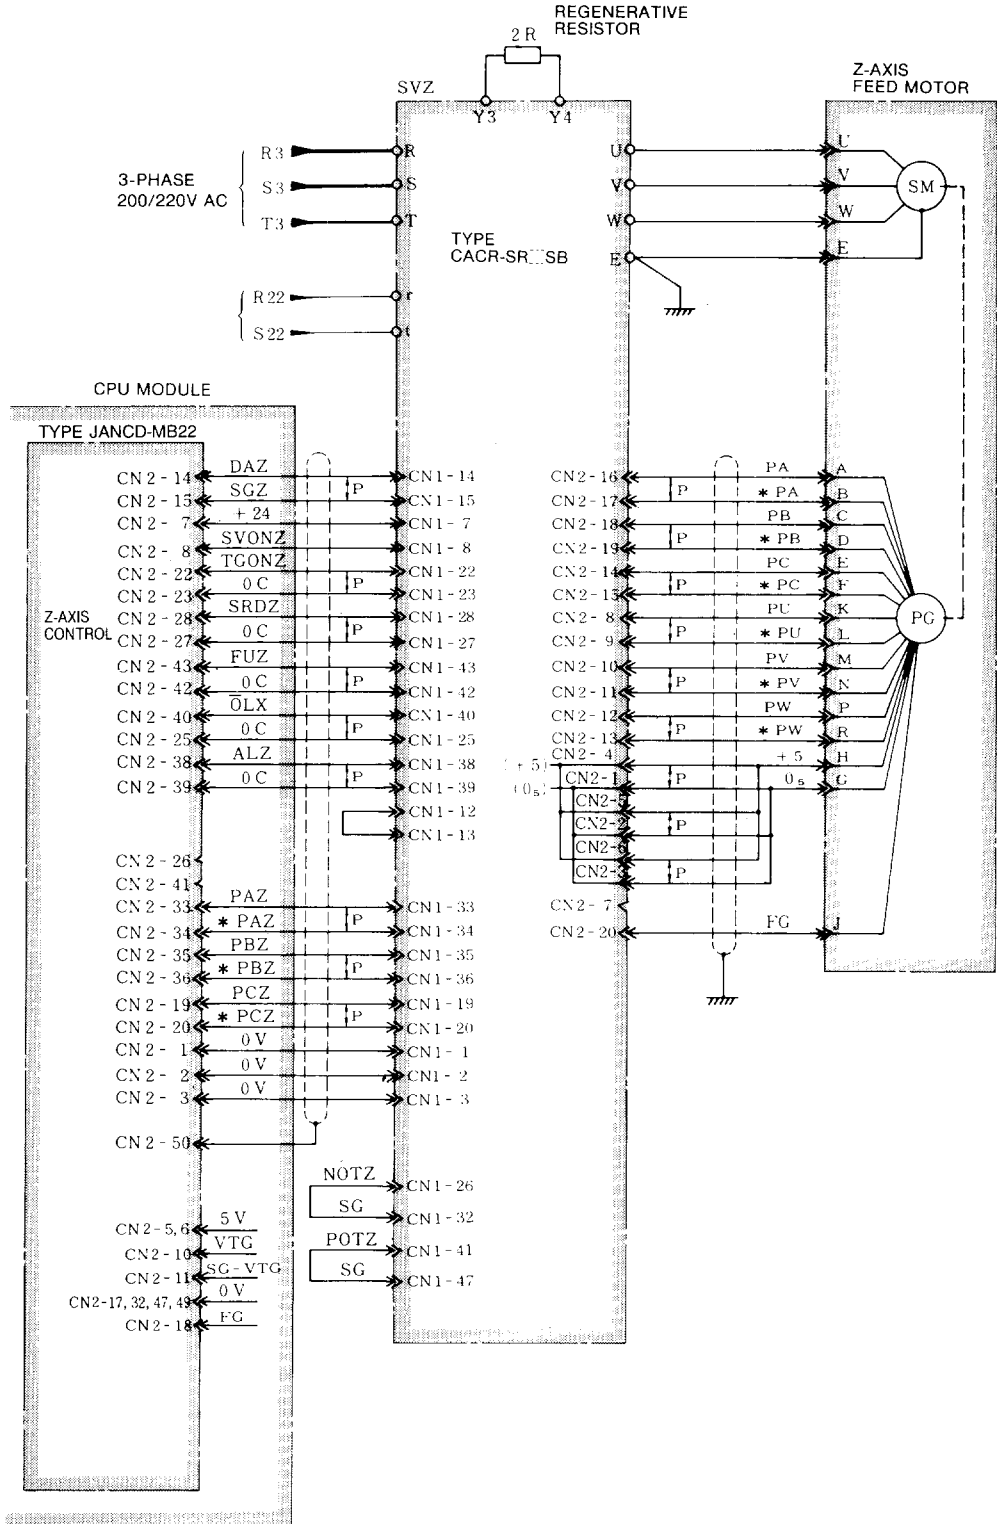 REGENERATIVE
RESISTOR
2R
Z-AXIS
FEED MOTOR
SVZ
Y3 Y4
R3 R U U
3-PHASE
200/220V AC
S3 S V V SM
T3 T W W
TYPE
CACR-SR SB
E E
R22 r
S22 t
CPU MODULE
TYPE JANCD-MB22
Z-AXIS
CONTROL
CN2-14 DAZ CN1-14
P
CN2-15 SGZ CN1-15
CN2-7 +24 CN1-7
CN2-8 SVONZ CN1-8
CN2-22 TGONZ CN1-22
P
CN2-23 0C CN1-23
CN2-28 SRDZ CN1-28
P
CN2-27 0C CN1-27
CN2-43 FUZ CN1-43
P
CN2-42 0C CN1-42
CN2-40 OLX CN1-40
P
CN2-25 0C CN1-25
CN2-38 ALZ CN1-38
P
CN2-39 0C CN1-39
CN1-12
CN1-13
CN2-26
CN2-41
CN2-33 PAZ CN1-33
P
CN2-34 * PAZ CN1-34
CN2-35 PBZ CN1-35
P
CN2-36 * PBZ CN1-36
CN2-19 PCZ CN1-19
P
CN2-20 * PCZ CN1-20
CN2-1 0V CN1-1
CN2-2 0V CN1-2
CN2-3 0V CN1-3
CN2-50
NOTZ CN1-26
SG CN1-32
POTZ CN1-41
SG CN1-47
CN2-5,6 5V
CN2-10 VTG
CN2-11 SG-VTG
CN2-17, 32, 47, 49 0V
CN2-18 FG
CN2-16 PA A
P
CN2-17 * PA B
CN2-18 PB C
P
CN2-19 * PB D
CN2-14 PC E
P
CN2-15 * PC F
CN2-8 PU K
P
PG
CN2-9 * PU L
CN2-10 PV M
P
CN2-11 * PV N
CN2-12 PW P
P
CN2-13 * PW R
(+5) CN2-4 +5 H
P
(0s) CN2-1 0s G
CN2-5
P
CN2-2
CN2-6
P
CN2-3
CN2-7
CN2-20 FG J